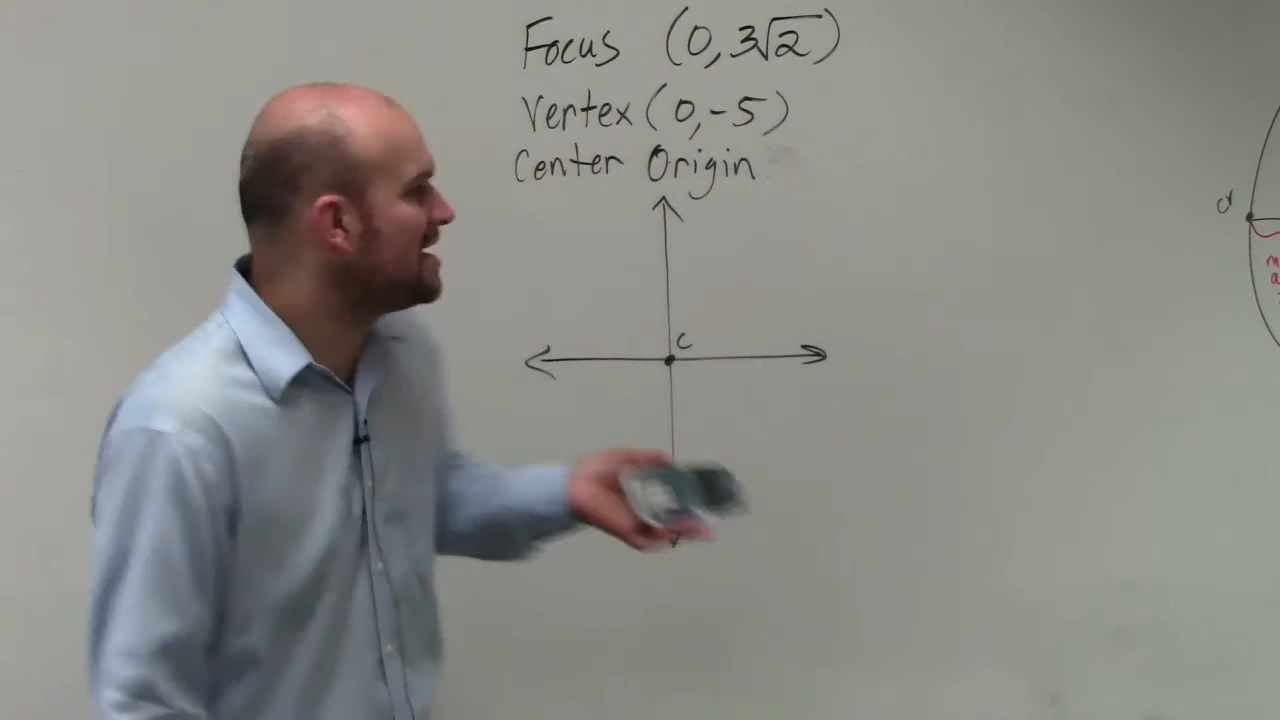 Focus (0, 3√2)
Vertex (0, -5)
Center Origin
C